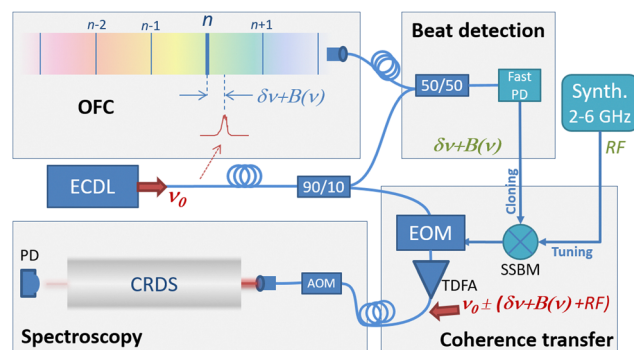 n-2
n-1
n
n+1
δν+B(ν)
OFC
Beat detection
50/50
Fast
PD
δν+B(ν)
Synth.
2-6 GHz
RF
ECDL
ν₀
90/10
Cloning
Tuning
EOM
SSBM
TDFA
ν₀ ± (δν+B(ν)+RF)
Coherence transfer
PD
CRDS
AOM
Spectroscopy